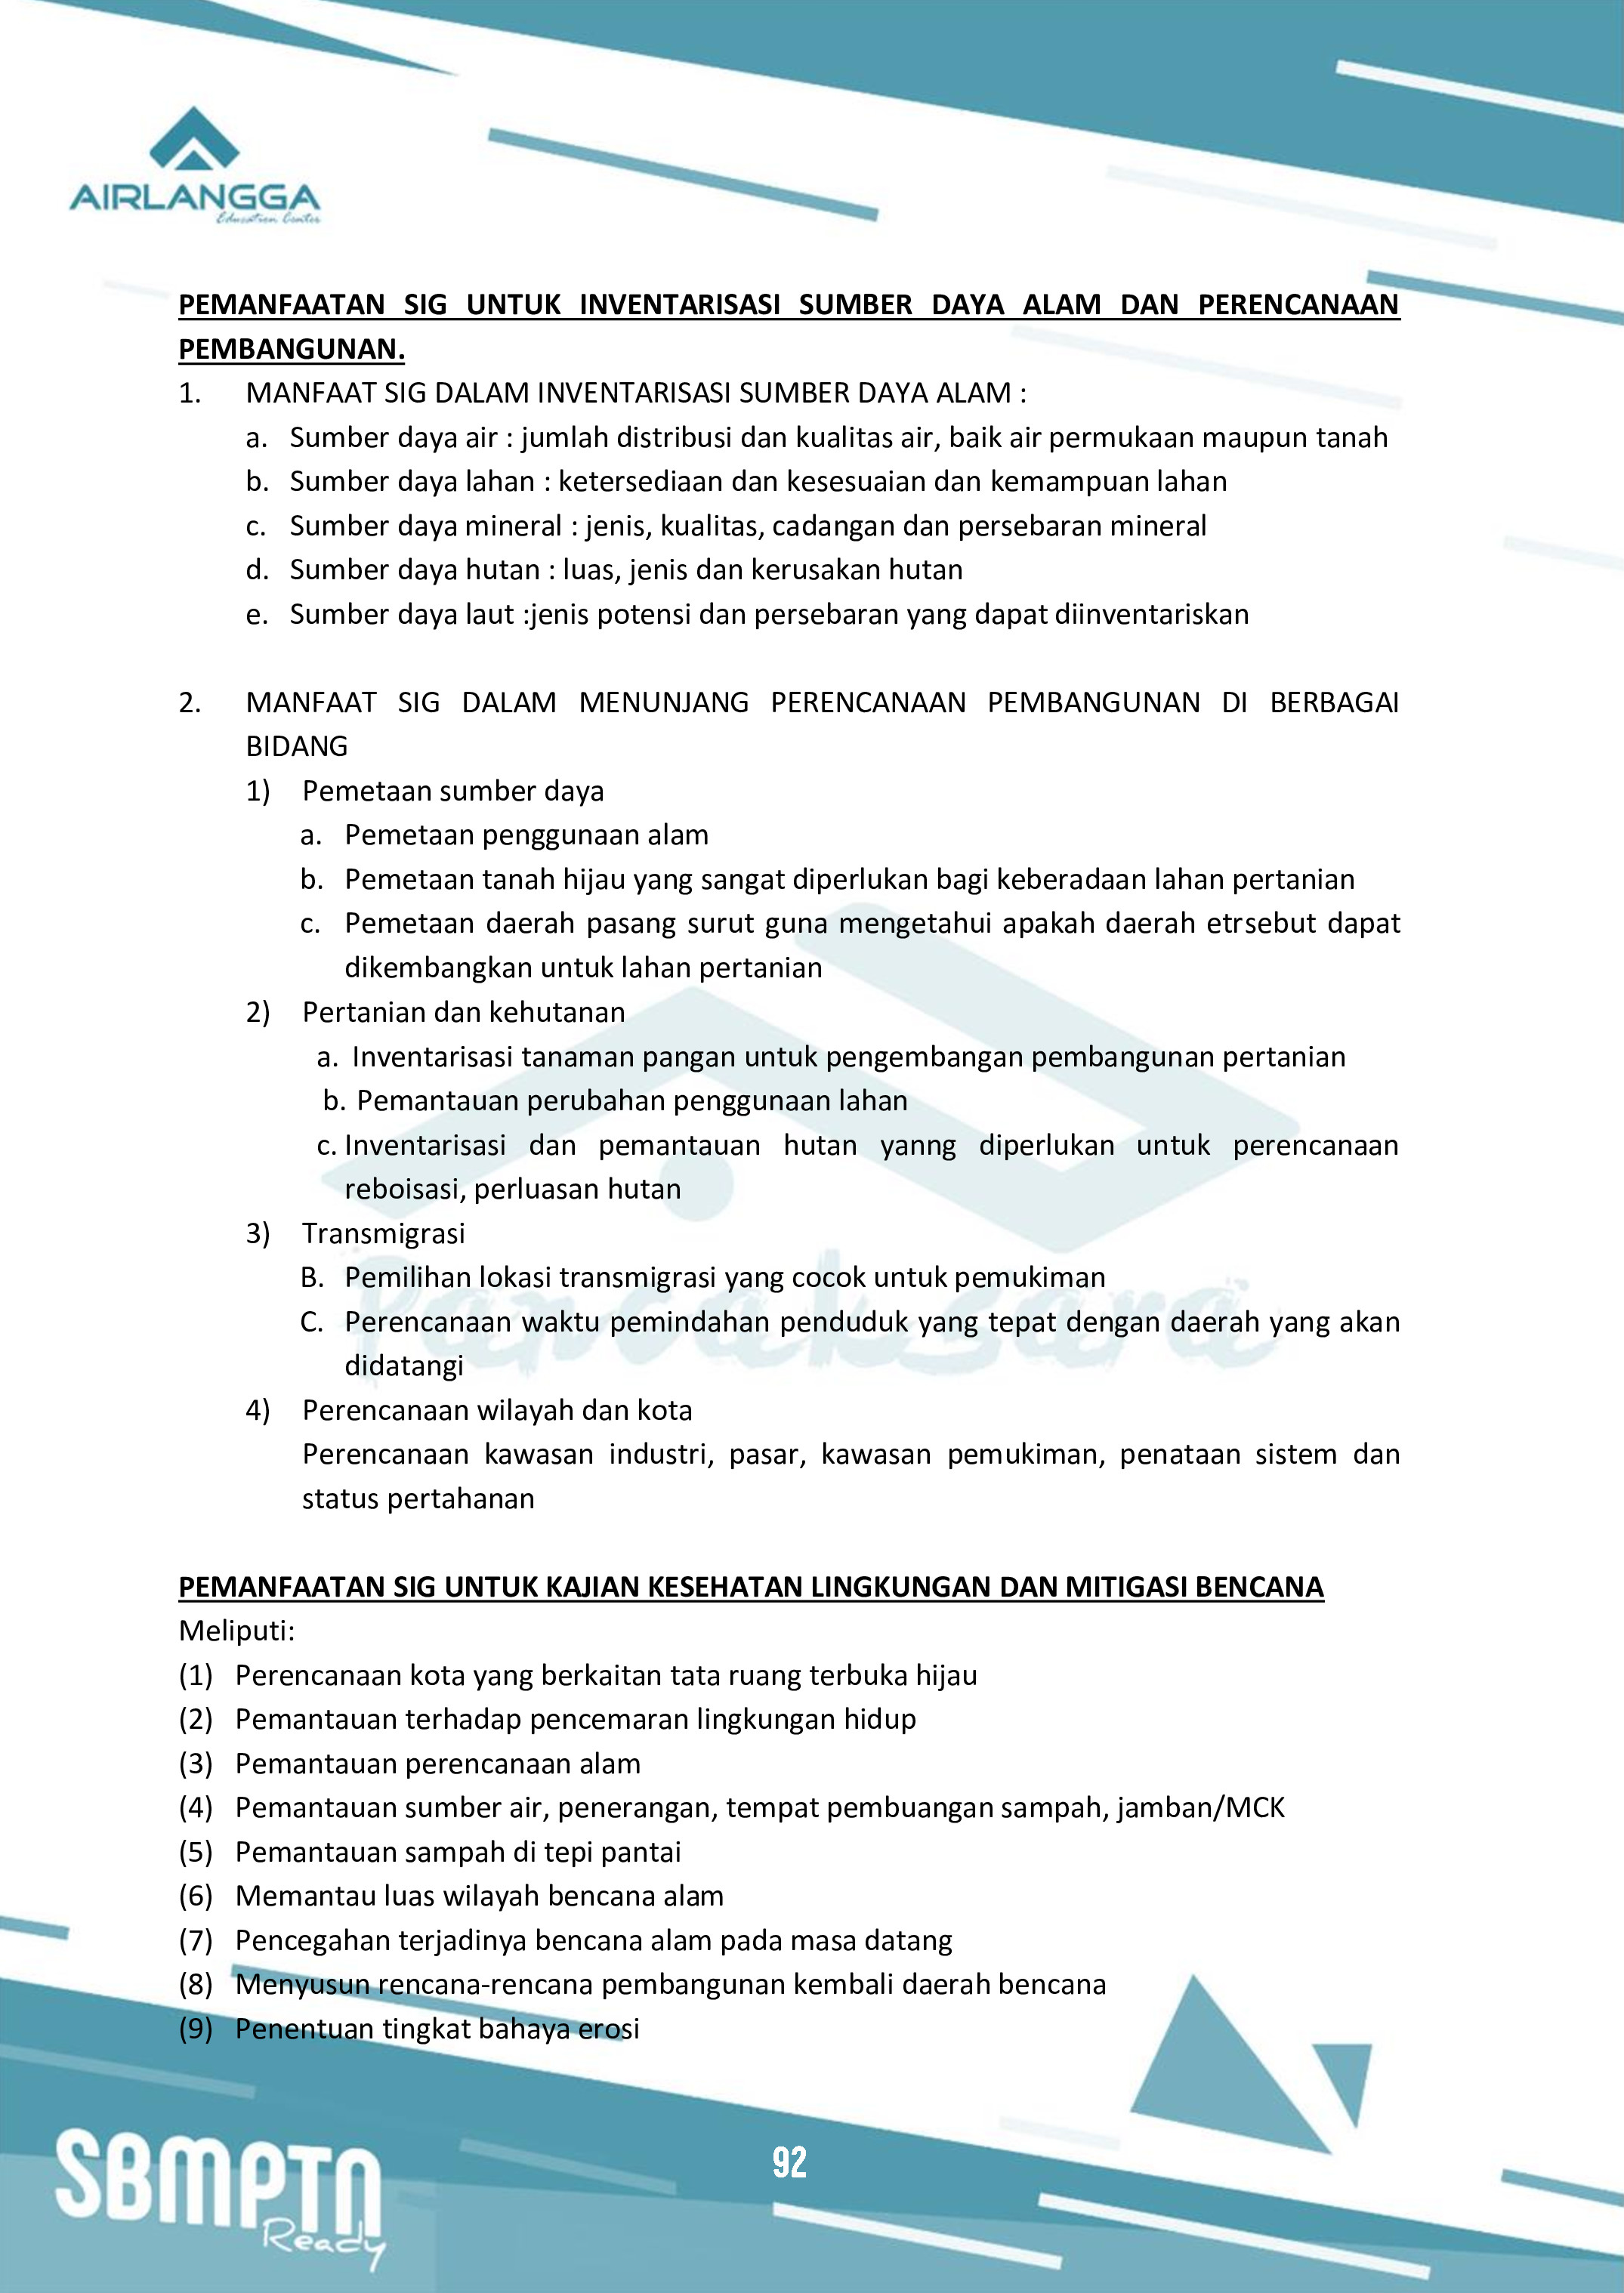 AIRLANGGA
Education Center
PEMANFAATAN SIG UNTUK INVENTARISASI SUMBER DAYA ALAM DAN PERENCANAAN
PEMBANGUNAN.
1. MANFAAT SIG DALAM INVENTARISASI SUMBER DAYA ALAM :
a. Sumber daya air : jumlah distribusi dan kualitas air, baik air permukaan maupun tanah
b. Sumber daya lahan : ketersediaan dan kesesuaian dan kemampuan lahan
c. Sumber daya mineral : jenis, kualitas, cadangan dan persebaran mineral
d. Sumber daya hutan : luas, jenis dan kerusakan hutan
e. Sumber daya laut :jenis potensi dan persebaran yang dapat diinventariskan
2. MANFAAT SIG DALAM MENUNJANG PERENCANAAN PEMBANGUNAN DI BERBAGAI
BIDANG
1) Pemetaan sumber daya
a. Pemetaan penggunaan alam
b. Pemetaan tanah hijau yang sangat diperlukan bagi keberadaan lahan pertanian
c. Pemetaan daerah pasang surut guna mengetahui apakah daerah etrsebut dapat
dikembangkan untuk lahan pertanian
2) Pertanian dan kehutanan
a. Inventarisasi tanaman pangan untuk pengembangan pembangunan pertanian
b. Pemantauan perubahan penggunaan lahan
c. Inventarisasi dan pemantauan hutan yanng diperlukan untuk perencanaan
reboisasi, perluasan hutan
3) Transmigrasi
B. Pemilihan lokasi transmigrasi yang cocok untuk pemukiman
C. Perencanaan waktu pemindahan penduduk yang tepat dengan daerah yang akan
didatangi
Pancaksara
4) Perencanaan wilayah dan kota
Perencanaan kawasan industri, pasar, kawasan pemukiman, penataan sistem dan
status pertahanan
PEMANFAATAN SIG UNTUK KAJIAN KESEHATAN LINGKUNGAN DAN MITIGASI BENCANA
Meliputi:
(1) Perencanaan kota yang berkaitan tata ruang terbuka hijau
(2) Pemantauan terhadap pencemaran lingkungan hidup
(3) Pemantauan perencanaan alam
(4) Pemantauan sumber air, penerangan, tempat pembuangan sampah, jamban/MCK
(5) Pemantauan sampah di tepi pantai
(6) Memantau luas wilayah bencana alam
(7) Pencegahan terjadinya bencana alam pada masa datang
(8) Menyusun rencana-rencana pembangunan kembali daerah bencana
(9) Penentuan tingkat bahaya erosi
SBMPTN
Ready
92